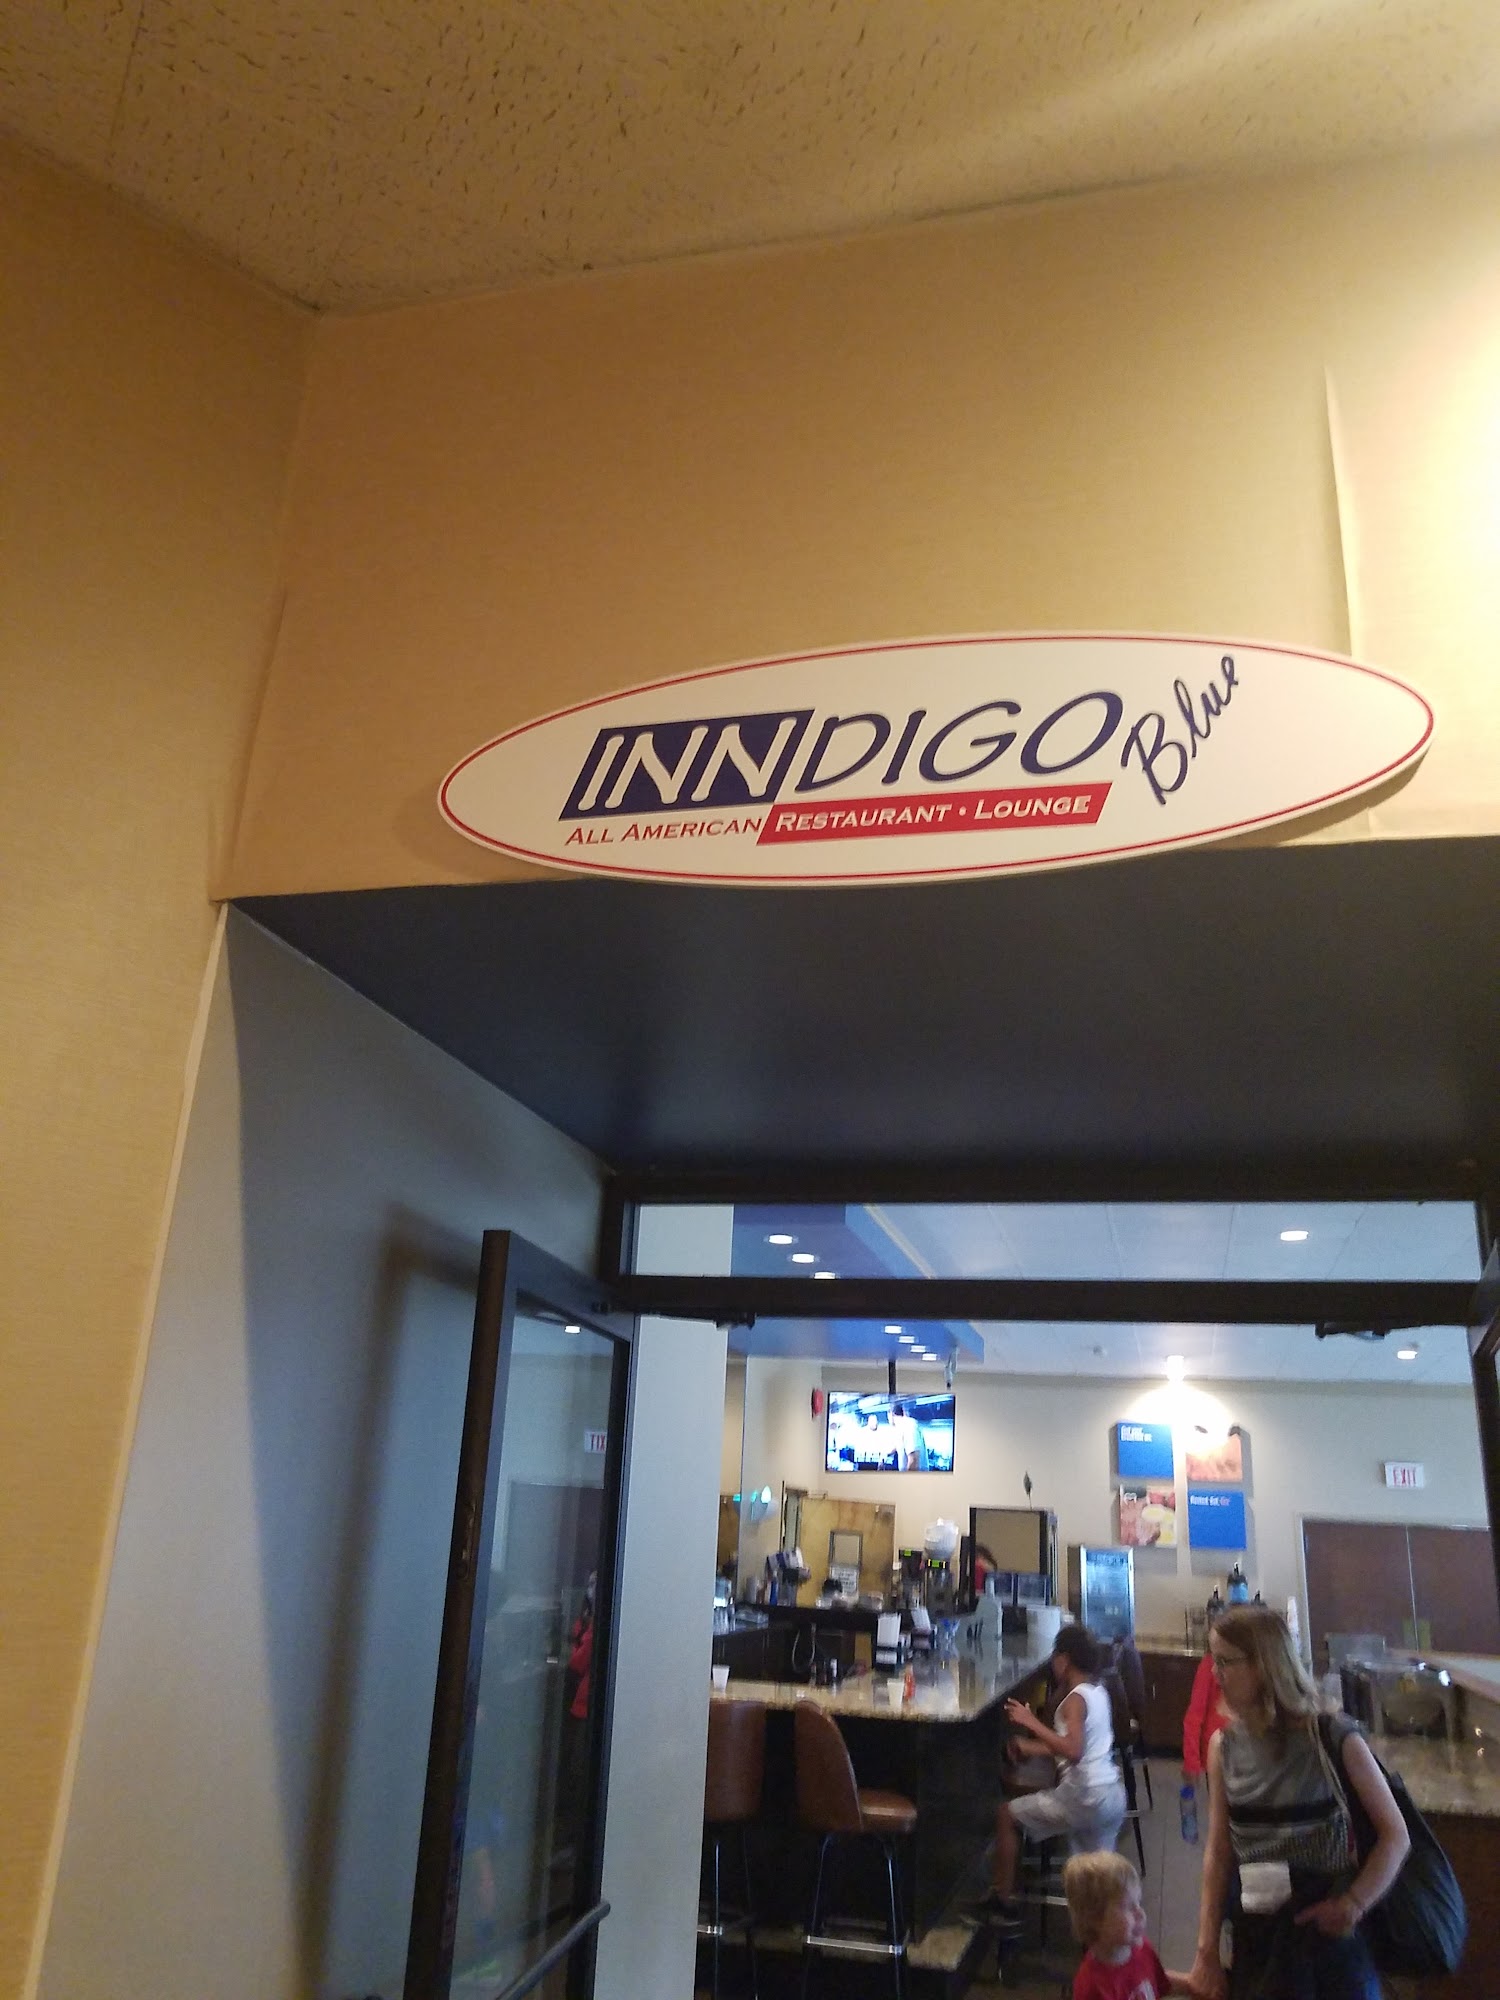 INNDIGO Blue
ALL AMERICAN RESTAURANT • LOUNGE
EXIT